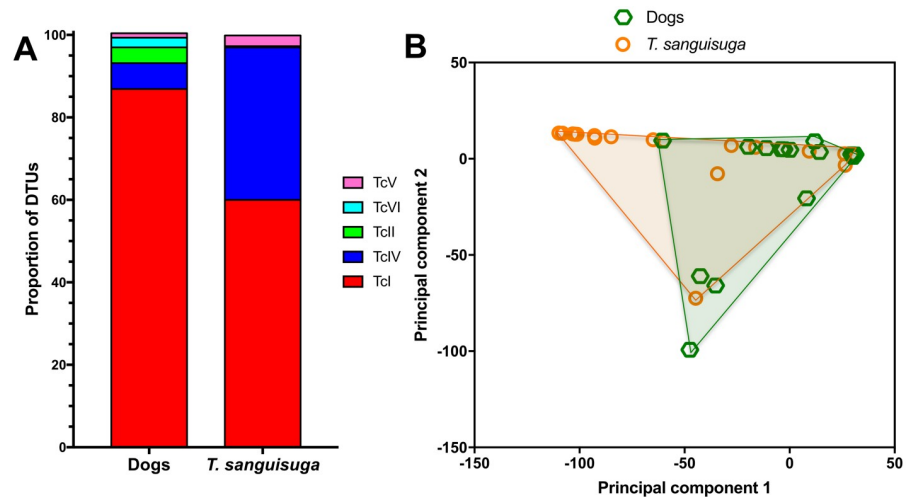 A
Proportion of DTUs
100
80
60
40
20
0
Dogs
T. sanguisuga
TcV
TcVI
TcII
TcIV
TcI
B
Dogs
T. sanguisuga
Principal component 2
50
0
-50
-100
-150
-150
-100
-50
0
50
Principal component 1